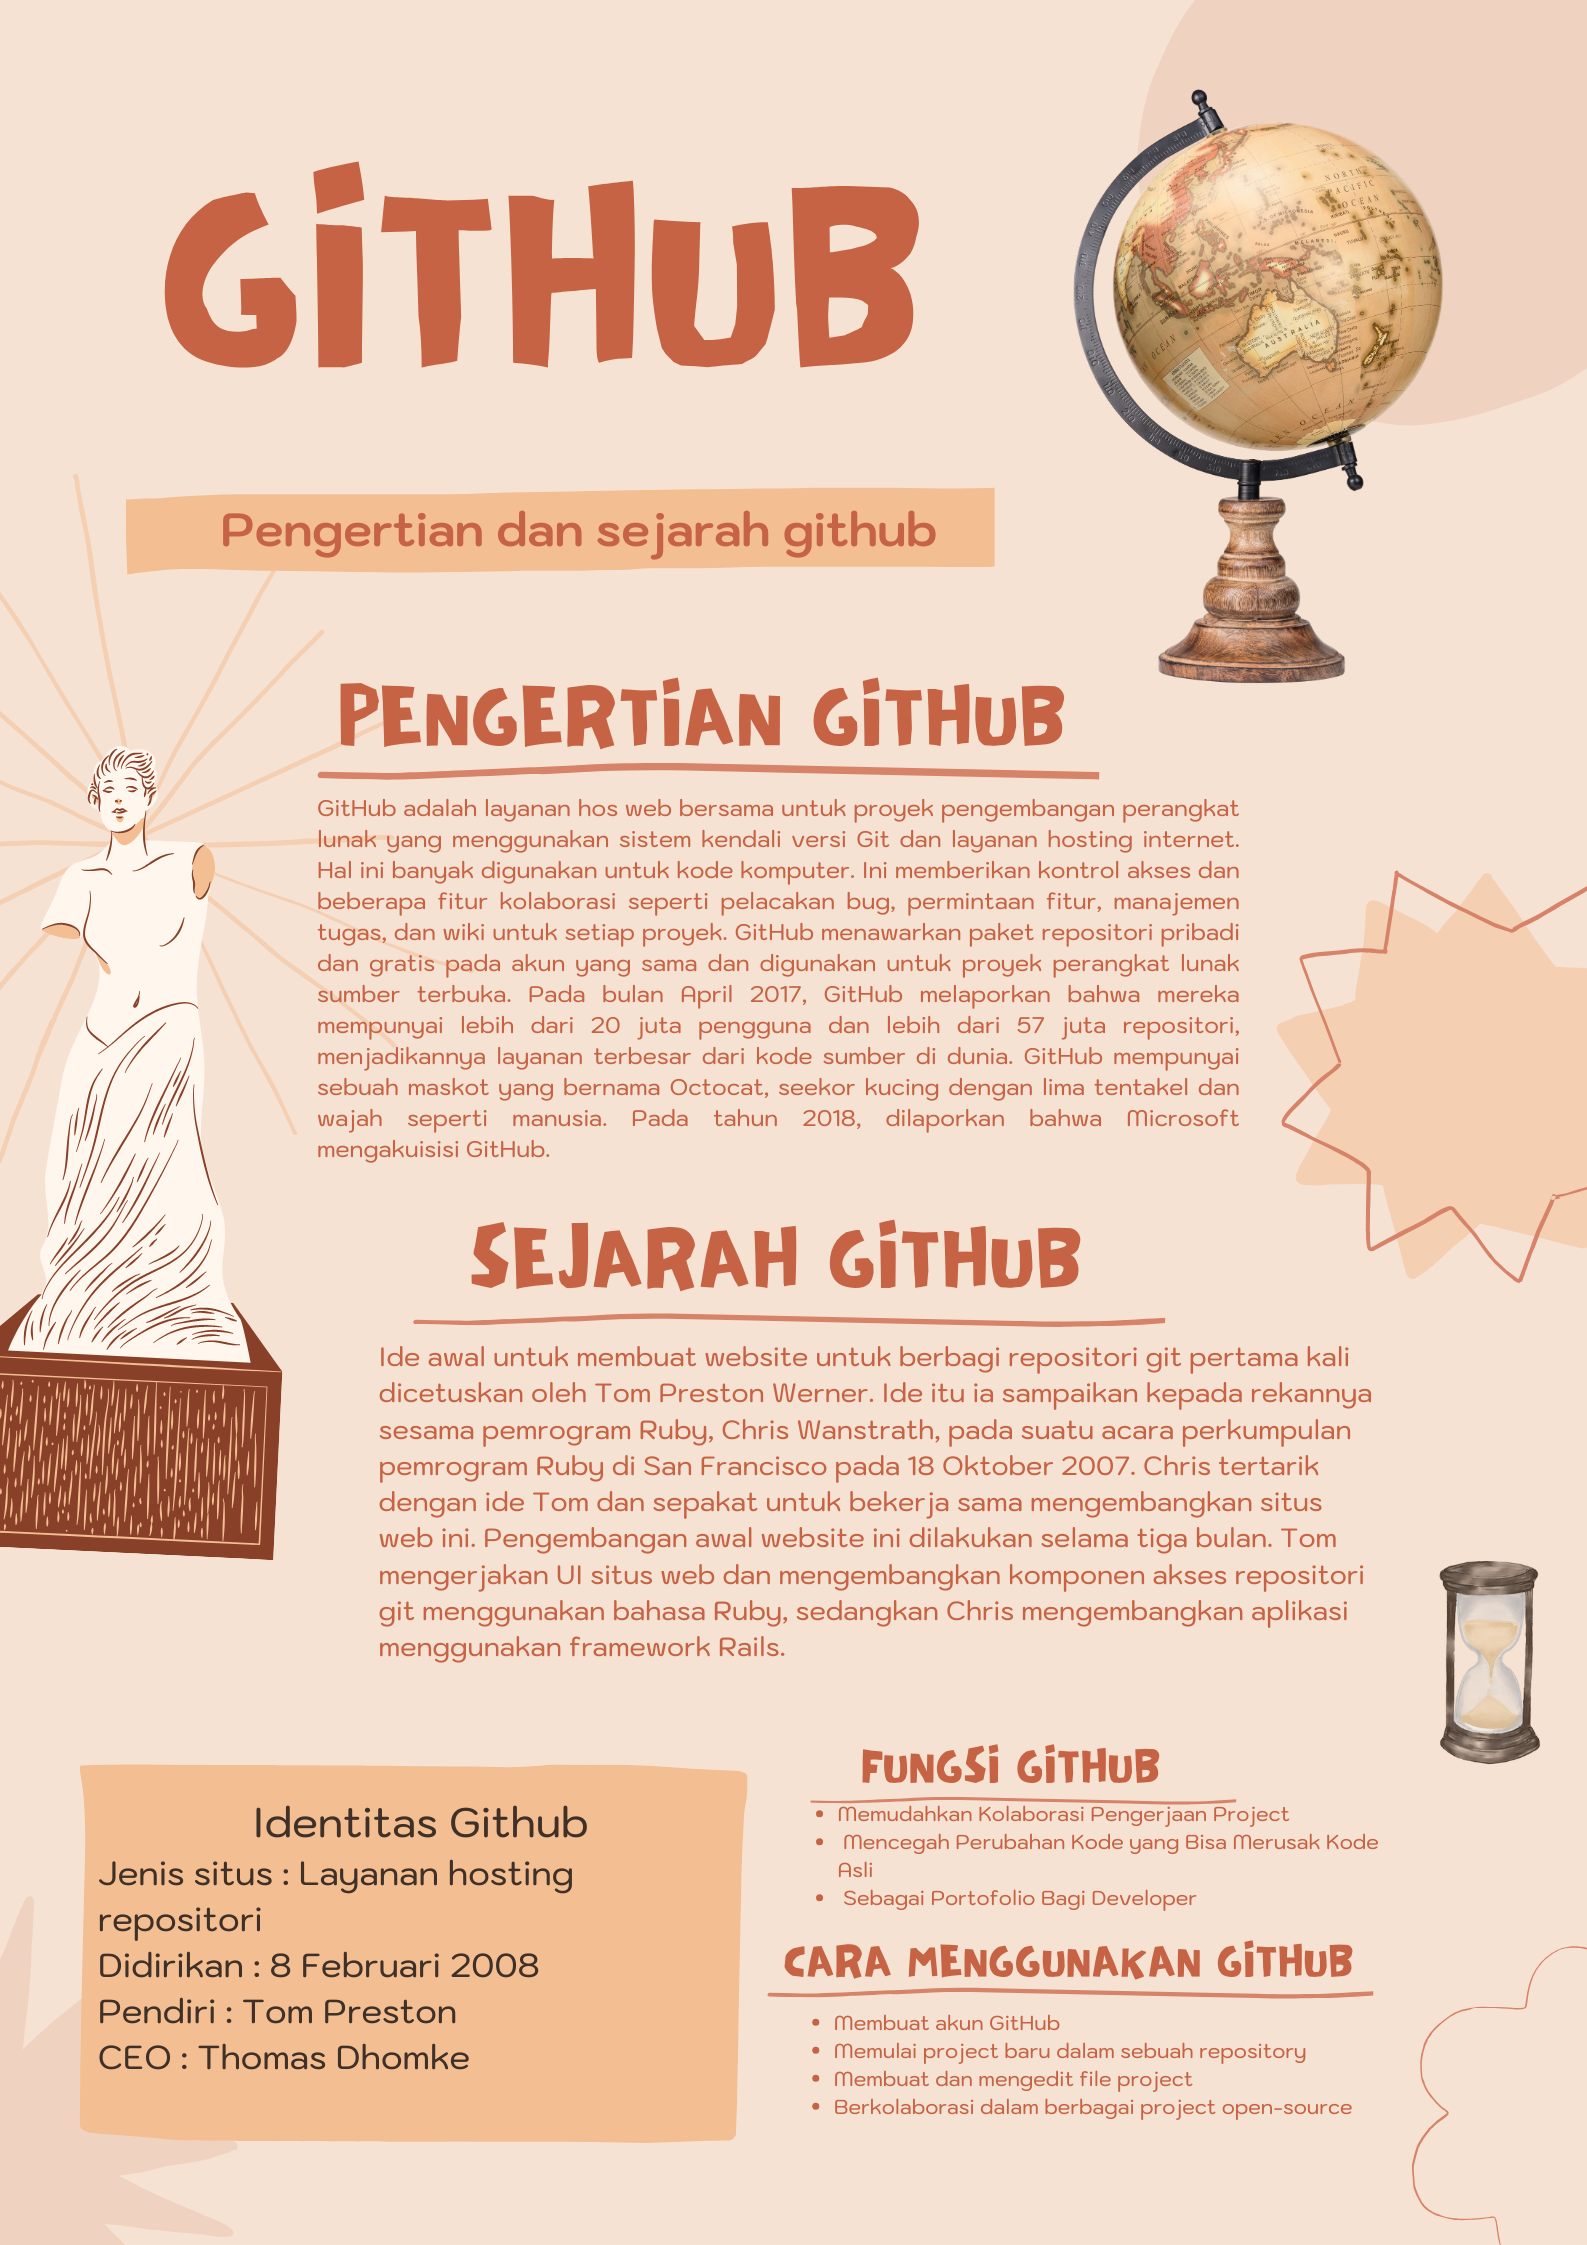 GITHUB
Pengertian dan sejarah github
PENGERTIAN GITHUB
GitHub adalah layanan hos web bersama untuk proyek pengembangan perangkat
lunak yang menggunakan sistem kendali versi Git dan layanan hosting internet.
Hal ini banyak digunakan untuk kode komputer. Ini memberikan kontrol akses dan
beberapa fitur kolaborasi seperti pelacakan bug, permintaan fitur, manajemen
tugas, dan wiki untuk setiap proyek. GitHub menawarkan paket repositori pribadi
dan gratis pada akun yang sama dan digunakan untuk proyek perangkat lunak
sumber terbuka. Pada bulan April 2017, GitHub melaporkan bahwa mereka
mempunyai lebih dari 20 juta pengguna dan lebih dari 57 juta repositori,
menjadikannya layanan terbesar dari kode sumber di dunia. GitHub mempunyai
sebuah maskot yang bernama Octocat, seekor kucing dengan lima tentakel dan
wajah seperti manusia. Pada tahun 2018, dilaporkan bahwa Microsoft
mengakuisisi GitHub.
SEJARAH GITHUB
Ide awal untuk membuat website untuk berbagi repositori git pertama kali
dicetuskan oleh Tom Preston Werner. Ide itu ia sampaikan kepada rekannya
sesama pemrogram Ruby, Chris Wanstrath, pada suatu acara perkumpulan
pemrogram Ruby di San Francisco pada 18 Oktober 2007. Chris tertarik
dengan ide Tom dan sepakat untuk bekerja sama mengembangkan situs
web ini. Pengembangan awal website ini dilakukan selama tiga bulan. Tom
mengerjakan UI situs web dan mengembangkan komponen akses repositori
git menggunakan bahasa Ruby, sedangkan Chris mengembangkan aplikasi
menggunakan framework Rails.
Identitas Github
Jenis situs : Layanan hosting
repositori
Didirikan : 8 Februari 2008
Pendiri : Tom Preston
CEO : Thomas Dhomke
FUNGSI GITHUB
• Memudahkan Kolaborasi Pengerjaan Project
• Mencegah Perubahan Kode yang Bisa Merusak Kode
Asli
• Sebagai Portofolio Bagi Developer
CARA MENGGUNAKAN GITHUB
• Membuat akun GitHub
• Memulai project baru dalam sebuah repository
• Membuat dan mengedit file project
• Berkolaborasi dalam berbagai project open-source
NORTH
PACIFIC
OCEAN
AUSTRALIA